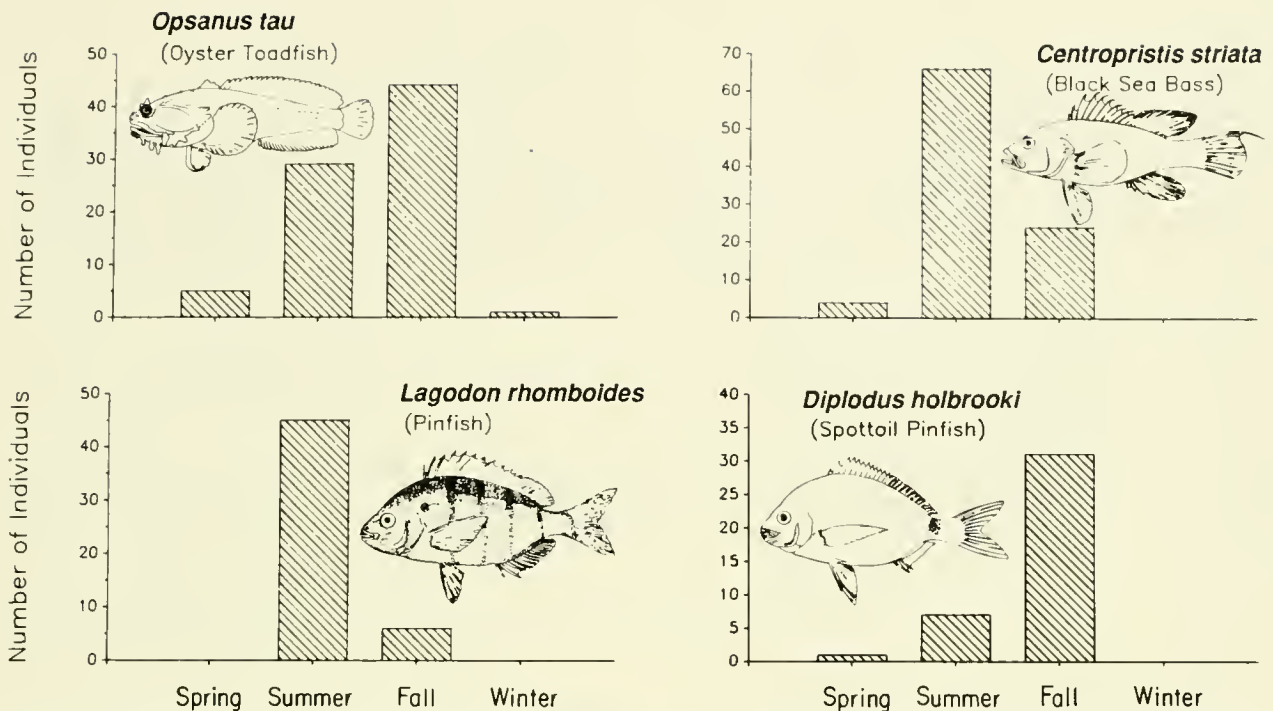 Opsanus tau
(Oyster Toadfish)
Number of Individuals
50
40
30
20
10
0
Centropristis striata
(Black Sea Bass)
70
60
50
40
30
20
10
0
Lagodon rhomboides
(Pinfish)
Number of Individuals
50
40
30
20
10
0
Spring Summer Fall Winter
Diplodus holbrooki
(Spottail Pinfish)
40
35
30
25
20
15
10
5
0
Spring Summer Fall Winter